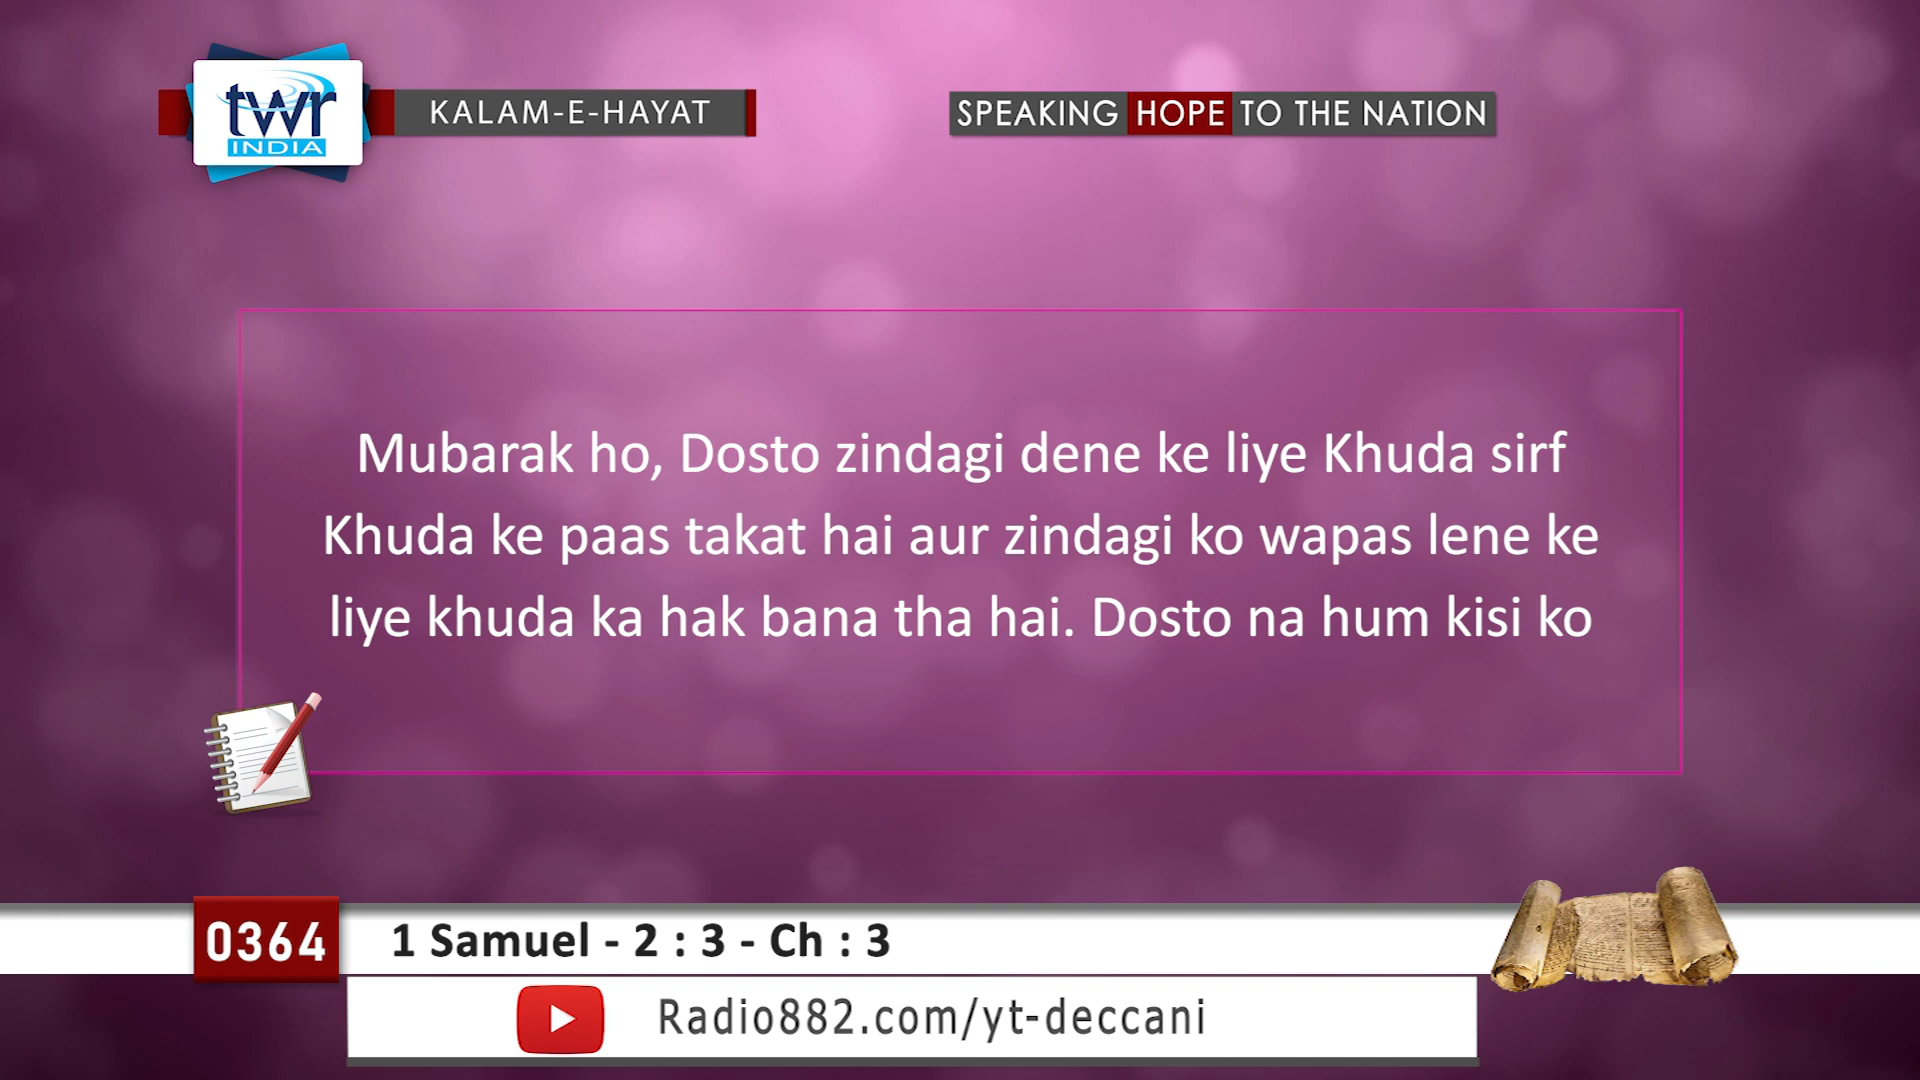 twr
INDIA
KALAM-E-HAYAT
SPEAKING HOPE TO THE NATION
Mubarak ho, Dosto zindagi dene ke liye Khuda sirf
Khuda ke paas takat hai aur zindagi ko wapas lene ke
liye khuda ka hak bana tha hai. Dosto na hum kisi ko
0364
1 Samuel - 2 : 3 - Ch : 3
Radio882.com/yt-deccani